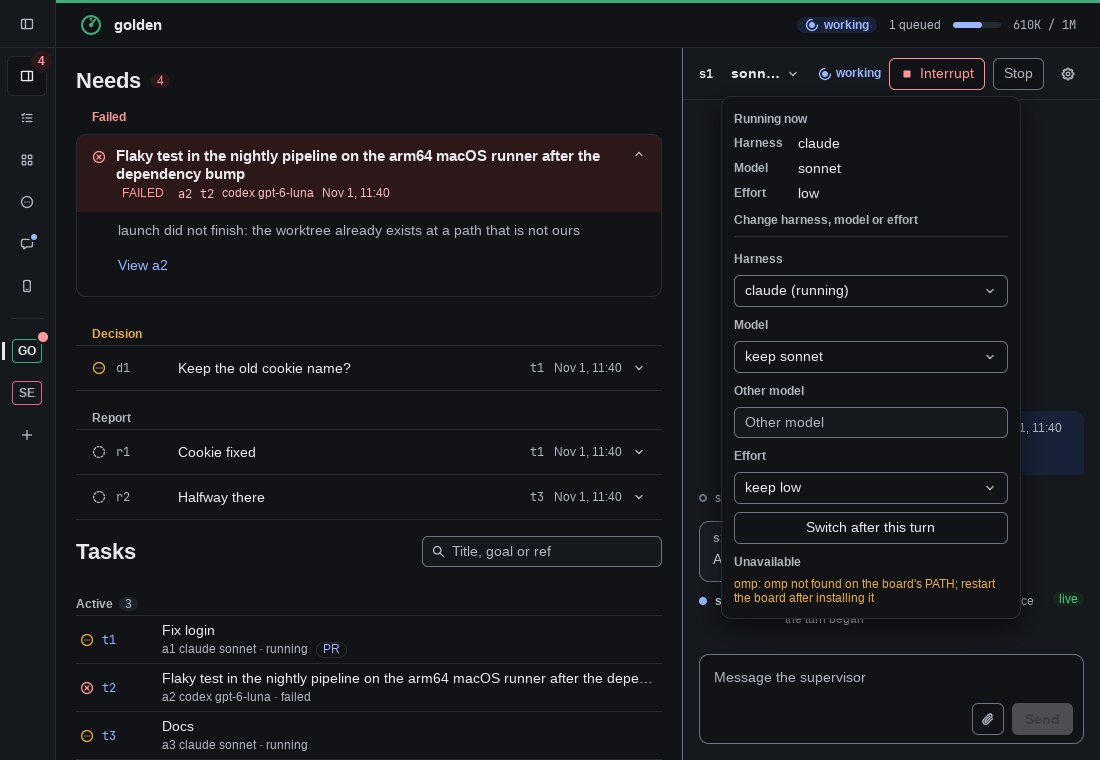 golden
working
1 queued
610K / 1M
4
GO
SE
Needs 4
Failed
Flaky test in the nightly pipeline on the arm64 macOS runner after the
dependency bump
FAILED a2 t2 codex gpt-6-luna Nov 1, 11:40
launch did not finish: the worktree already exists at a path that is not ours
View a2
Decision
d1 Keep the old cookie name? t1 Nov 1, 11:40
Report
r1 Cookie fixed t1 Nov 1, 11:40
r2 Halfway there t3 Nov 1, 11:40
Tasks
Title, goal or ref
Active 3
t1 Fix login
a1 claude sonnet · running PR
t2 Flaky test in the nightly pipeline on the arm64 macOS runner after the depe…
a2 codex gpt-6-luna · failed
t3 Docs
a3 claude sonnet · running
s1 sonn… working Interrupt Stop
Running now
Harness claude
Model sonnet
Effort low
Change harness, model or effort
Harness
claude (running)
Model
keep sonnet
Other model
Other model
Effort
keep low
Switch after this turn
Unavailable
omp: omp not found on the board's PATH; restart
the board after installing it
1, 11:40
live
the turn began
Message the supervisor
Send